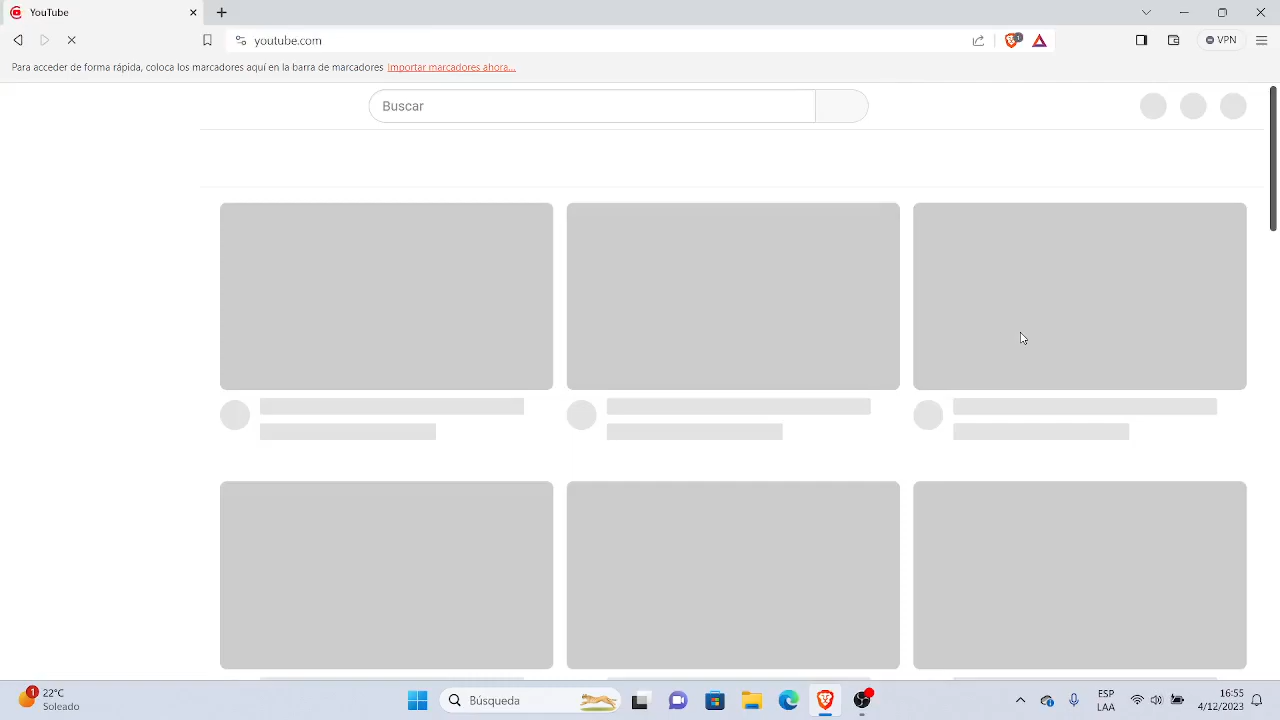 YouTube
youtube.com
VPN
Para acceder de forma rápida, coloca los marcadores aquí en la barra de marcadores Importar marcadores ahora...
Buscar
1
22°C
Soleado
Búsqueda
ESP
LAA
16:55
4/12/2023